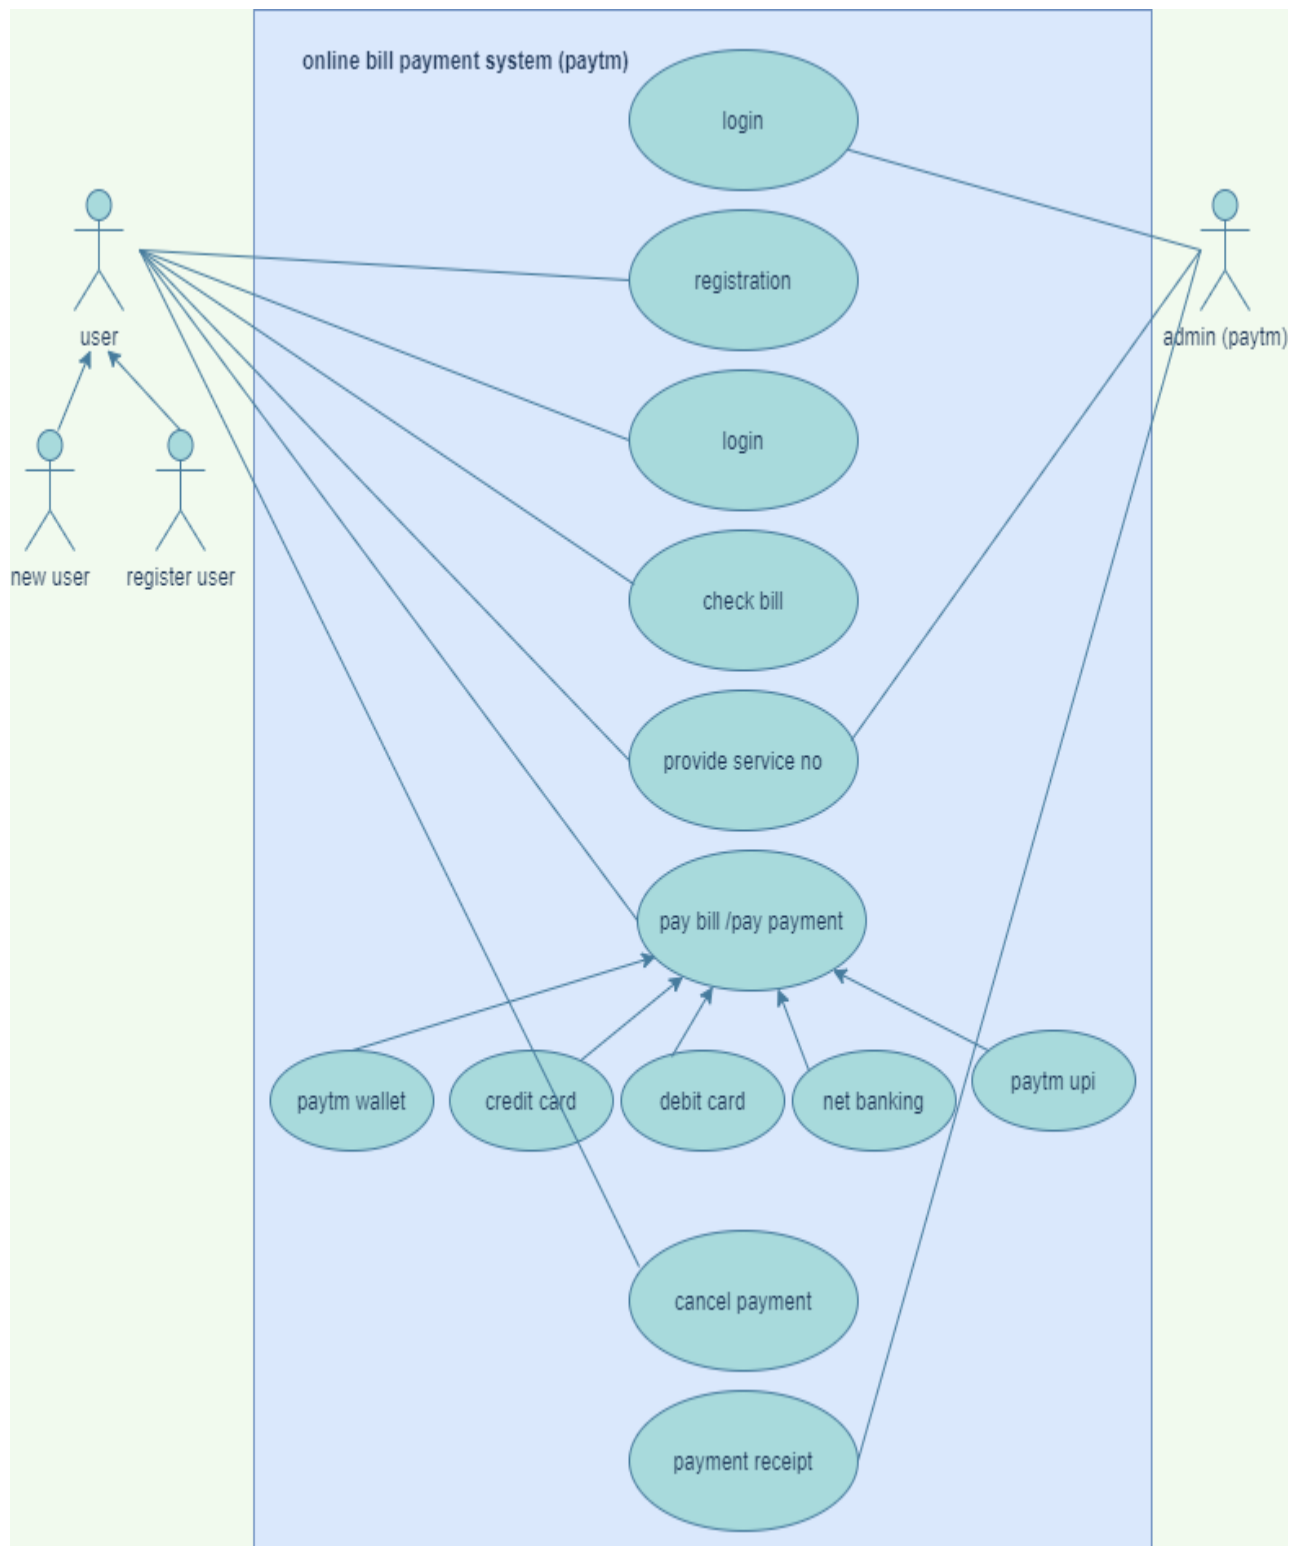 online bill payment system (paytm)
login
registration
user
admin (paytm)
login
new user
register user
check bill
provide service no
pay bill /pay payment
paytm wallet
credit card
debit card
net banking
paytm upi
cancel payment
payment receipt